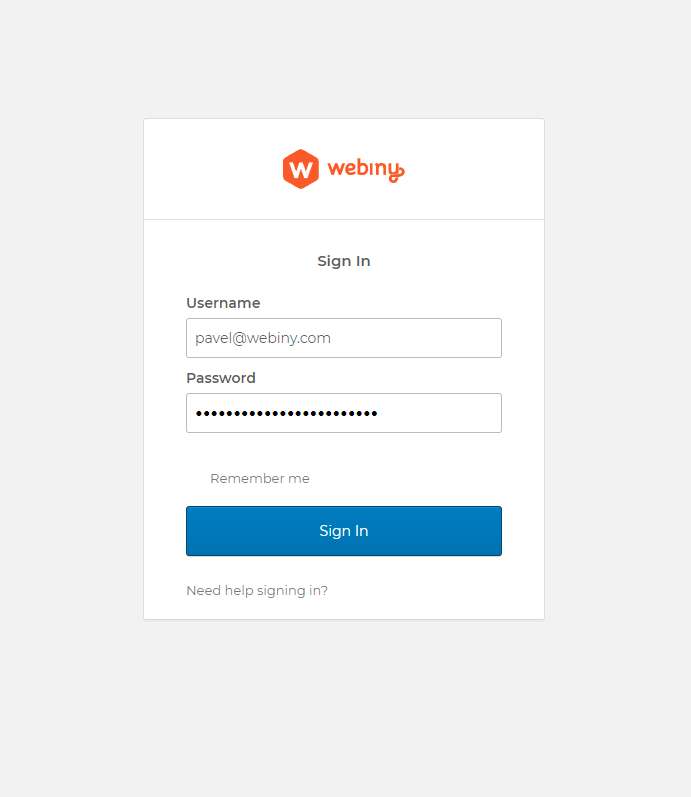 W webiny
Sign In
Username
pavel@webiny.com
Password
••••••••••••••••••••••••
Remember me
Sign In
Need help signing in?